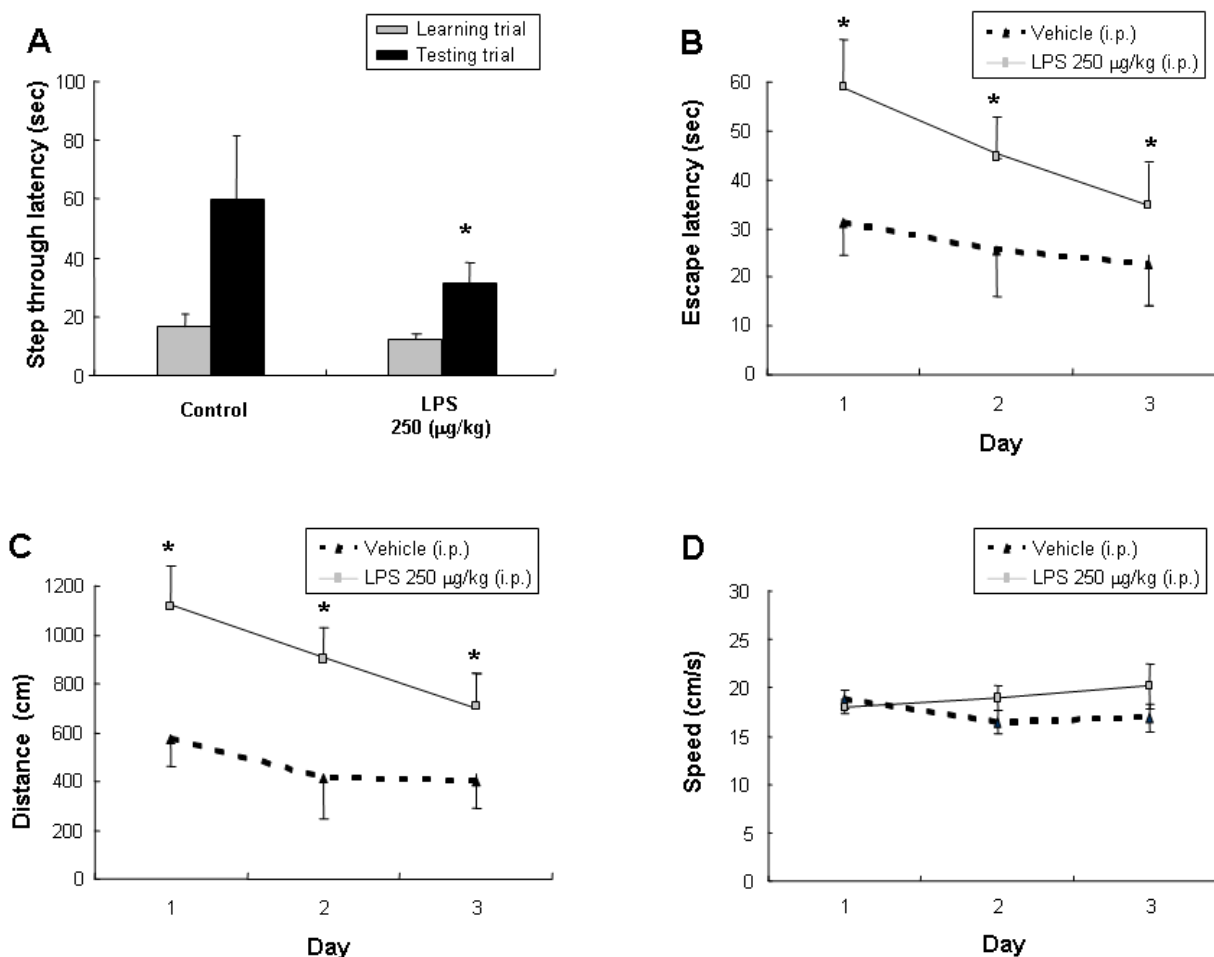 A
Learning trial
Testing trial
Step through latency (sec)
100
80
60
40
20
0
Control
LPS
250 (µg/kg)
B
Vehicle (i.p.)
LPS 250 µg/kg (i.p.)
*
*
*
Escape latency (sec)
60
50
40
30
20
10
0
1
2
3
Day
*
C
Vehicle (i.p.)
LPS 250 µg/kg (i.p.)
*
*
*
Distance (cm)
1200
1000
800
600
400
200
0
1
2
3
Day
D
Vehicle (i.p.)
LPS 250 µg/kg (i.p.)
Speed (cm/s)
30
25
20
15
10
5
0
1
2
3
Day